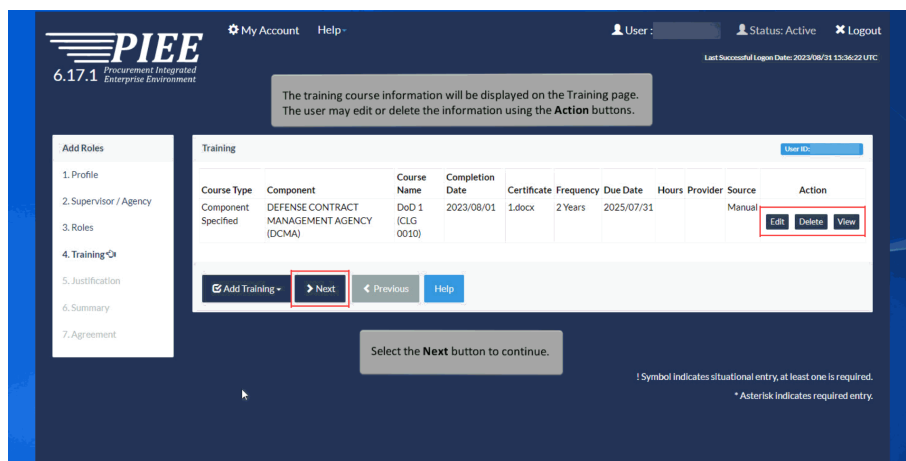 PIEE
6.17.1 Procurement Integrated
Enterprise Environment
My Account Help
User :
Status: Active
Logout
Last Successful Logon Date: 2023/08/31 15:36:22 UTC
The training course information will be displayed on the Training page.
The user may edit or delete the information using the Action buttons.
Add Roles
1. Profile
2. Supervisor / Agency
3. Roles
4. Training
5. Justification
6. Summary
7. Agreement
Training
User ID:
Course Type Component Course Name Completion Date Certificate Frequency Due Date Hours Provider Source Action
Component DEFENSE CONTRACT DoD 1 2023/08/01 1.docx 2 Years 2025/07/31 Manual
Specified MANAGEMENT AGENCY (CLG
(DCMA) 0010)
Edit Delete View
Add Training Next Previous Help
Select the Next button to continue.
! Symbol indicates situational entry, at least one is required.
* Asterisk indicates required entry.